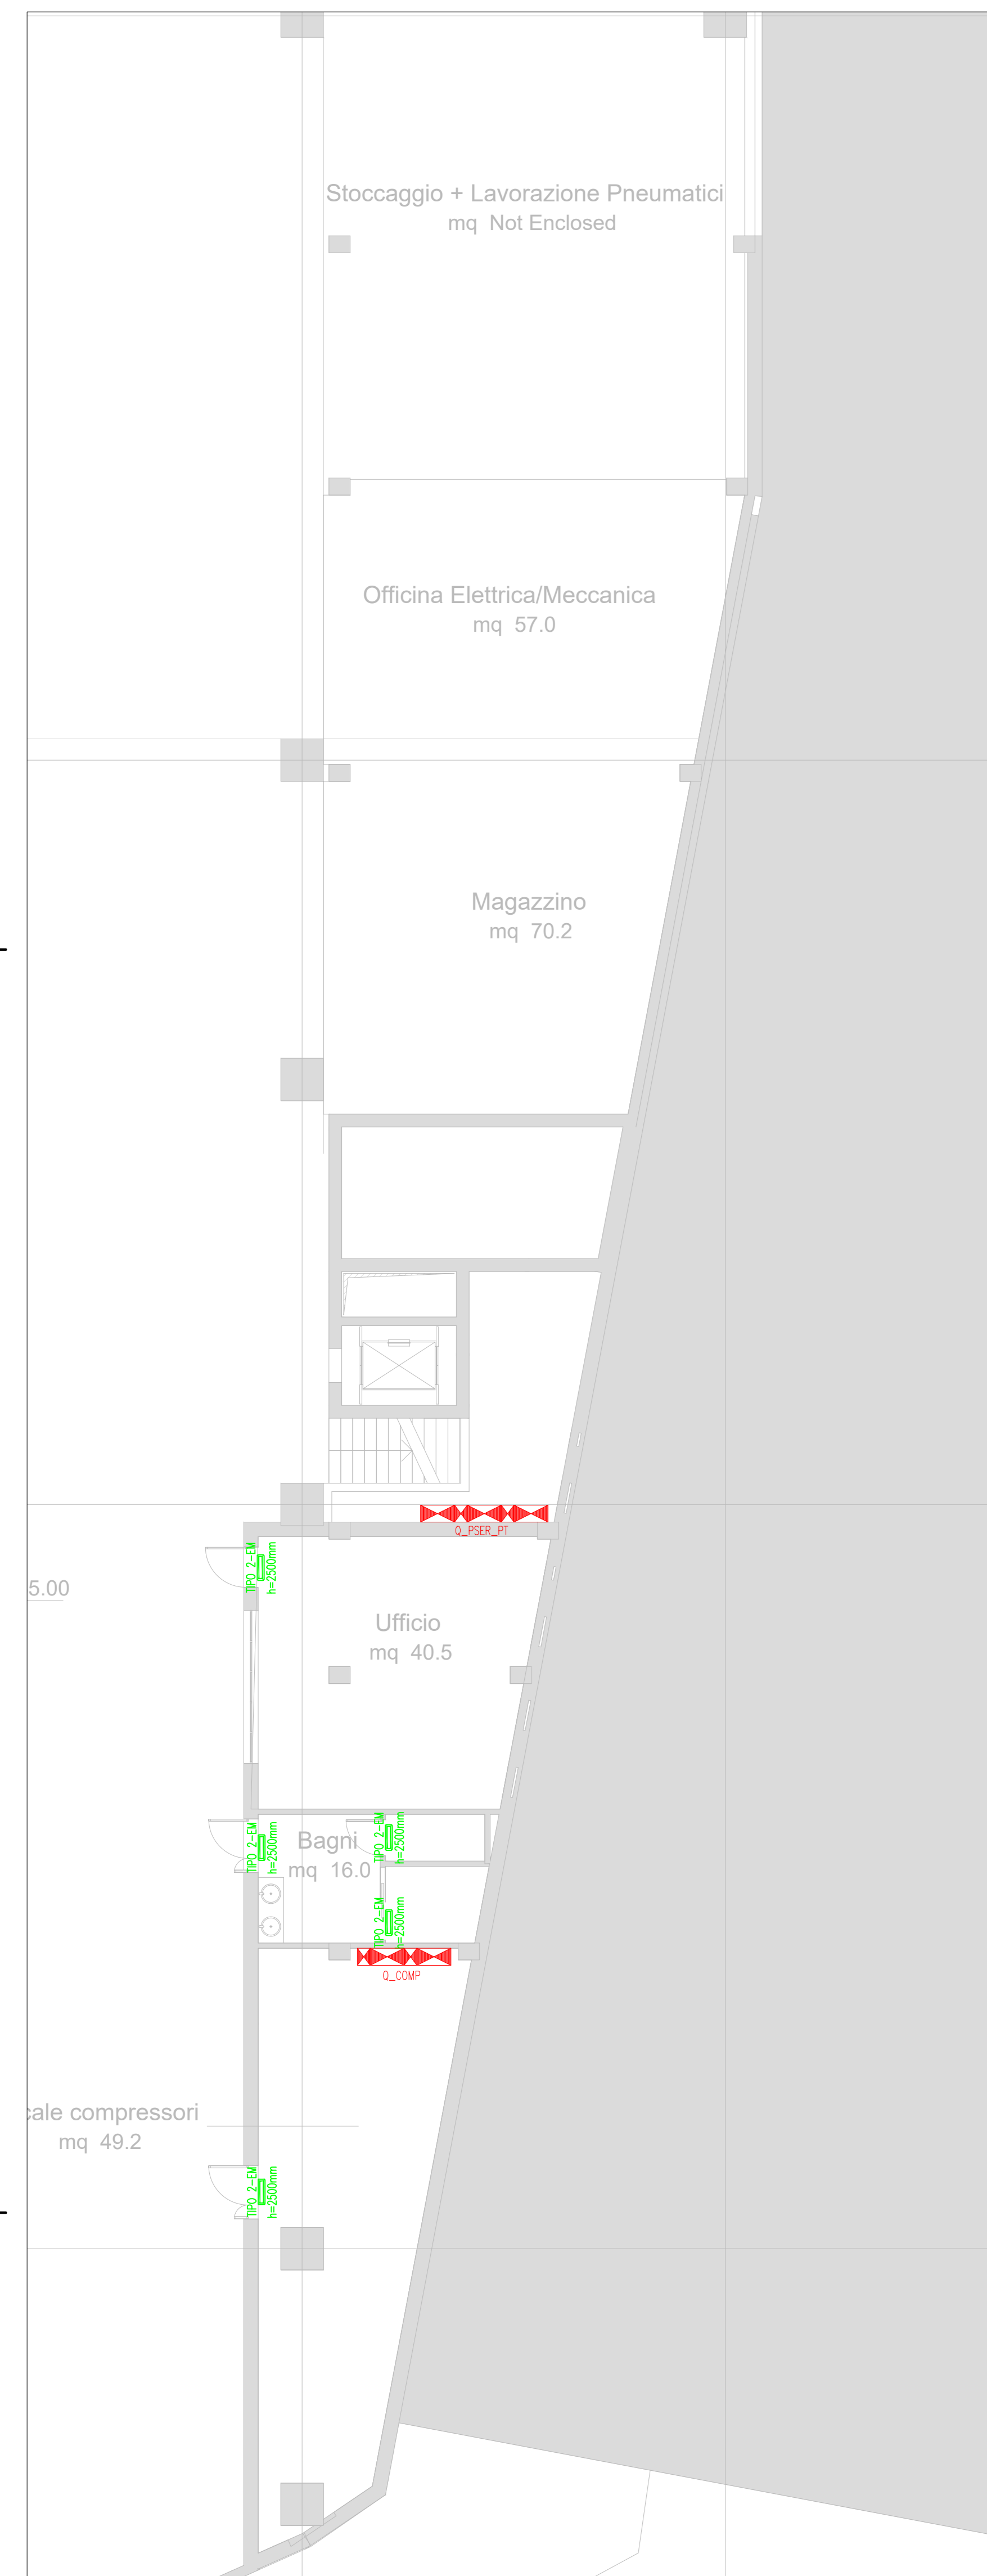 Stoccaggio + Lavorazione Pneumatici
mq Not Enclosed
Officina Elettrica/Meccanica
mq 57.0
Magazzino
mq 70.2
Q_PSER_PT
TIPO 2-EM
h=2500mm
5.00
Ufficio
mq 40.5
TIPO 2-EM
h=2500mm
Bagni
mq 16.0
TIPO 2-EM
h=2500mm
TIPO 2-EM
h=2500mm
Q_COMP
cale compressori
mq 49.2
TIPO 2-EM
h=2500mm